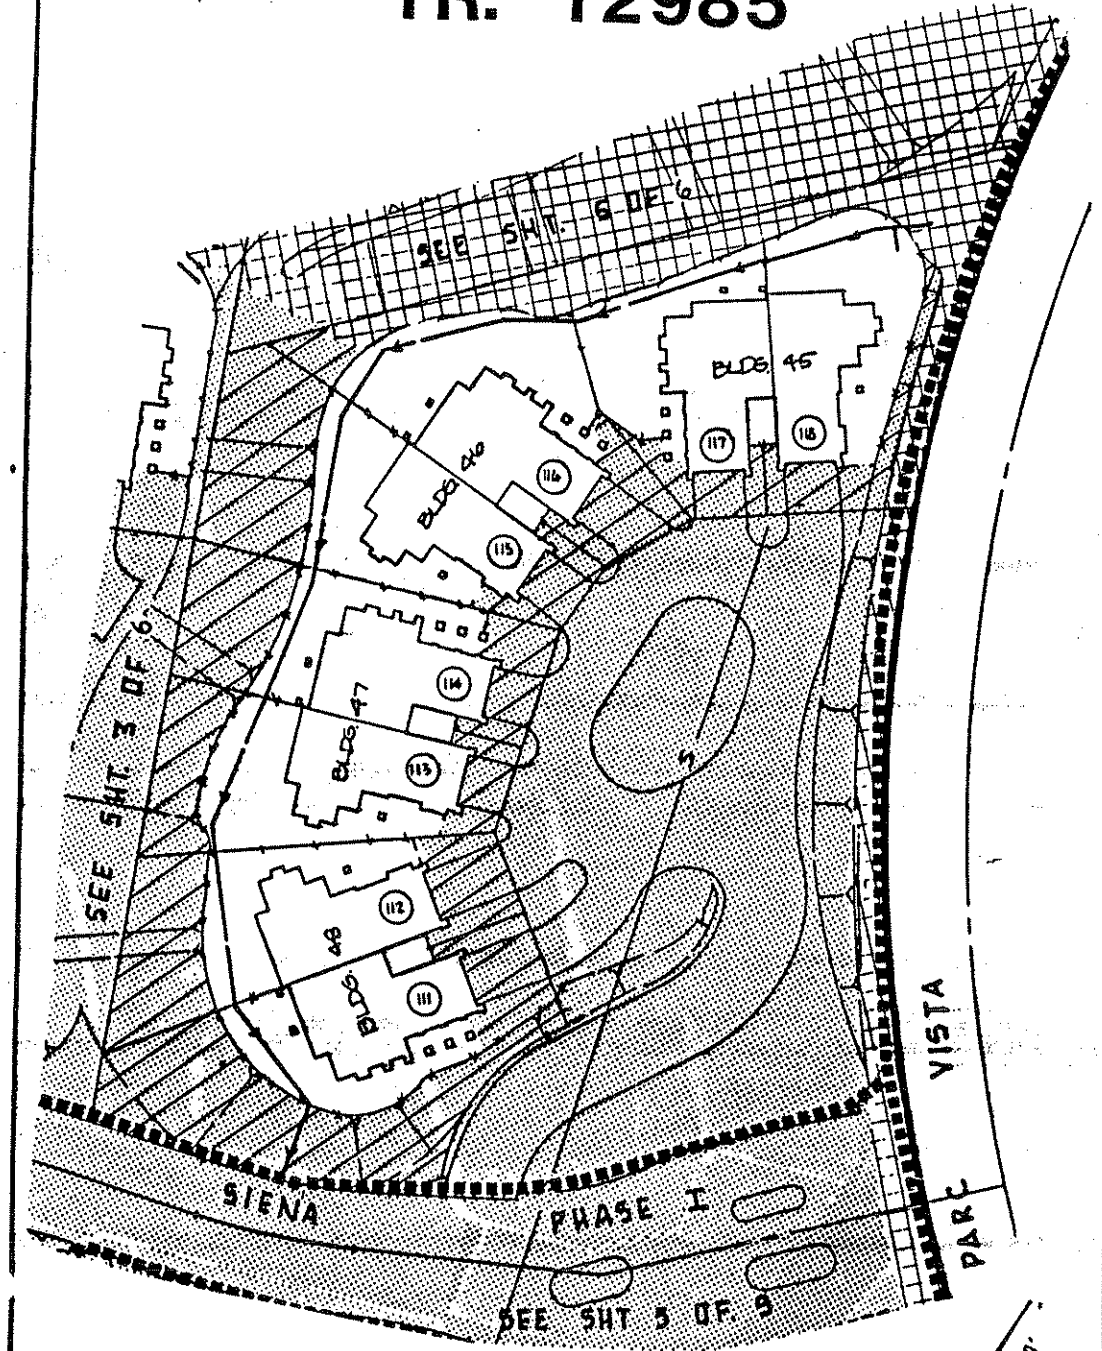 TR. 12985
SEE SHT. 6 OF 6
BLDG. 45
117
118
BLDG. 46
116
115
BLDG. 47
114
113
BLDG. 48
112
111
SEE SHT. 3 OF 6
S
VISTA
PARC
SIENA
PHASE I
SEE SHT 5 OF. 9